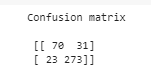 Confusion matrix
[[ 70  31]
[ 23 273]]